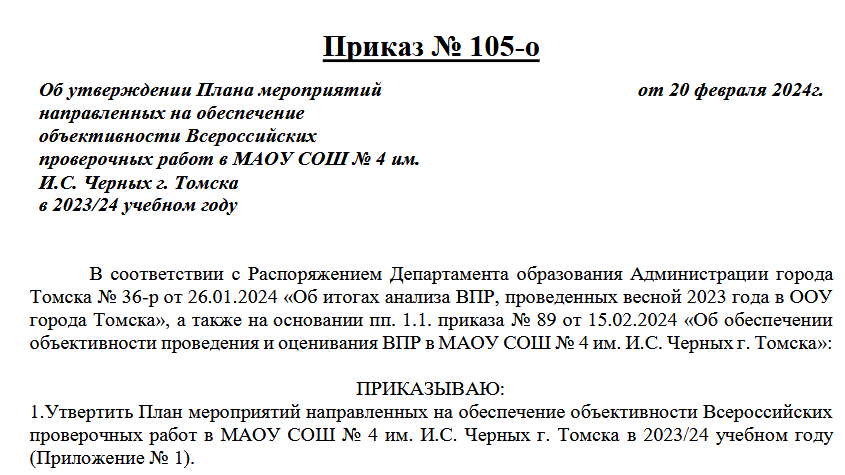 Приказ № 105-о
Об утверждении Плана мероприятий
от 20 февраля 2024г.
направленных на обеспечение
объективности Всероссийских
проверочных работ в МАОУ СОШ № 4 им.
И.С. Черных г. Томска
в 2023/24 учебном году
В соответствии с Распоряжением Департамента образования Администрации города
Томска № 36-р от 26.01.2024 «Об итогах анализа ВПР, проведенных весной 2023 года в ООУ
города Томска», а также на основании пп. 1.1. приказа № 89 от 15.02.2024 «Об обеспечении
объективности проведения и оценивания ВПР в МАОУ СОШ № 4 им. И.С. Черных г. Томска»:
ПРИКАЗЫВАЮ:
1.Утвертить План мероприятий направленных на обеспечение объективности Всероссийских
проверочных работ в МАОУ СОШ № 4 им. И.С. Черных г. Томска в 2023/24 учебном году
(Приложение № 1).